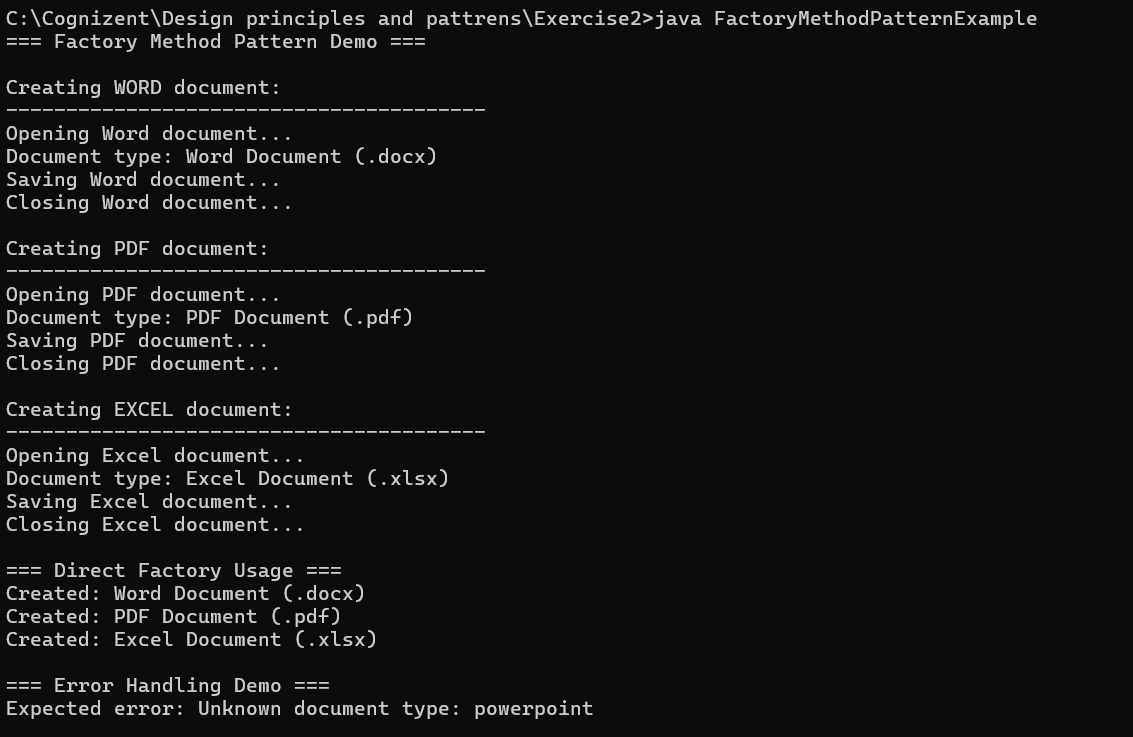 C:\Cognizent\Design principles and pattrens\Exercise2>java FactoryMethodPatternExample
=== Factory Method Pattern Demo ===
Creating WORD document:
----------------------------------------
Opening Word document...
Document type: Word Document (.docx)
Saving Word document...
Closing Word document...
Creating PDF document:
----------------------------------------
Opening PDF document...
Document type: PDF Document (.pdf)
Saving PDF document...
Closing PDF document...
Creating EXCEL document:
----------------------------------------
Opening Excel document...
Document type: Excel Document (.xlsx)
Saving Excel document...
Closing Excel document...
=== Direct Factory Usage ===
Created: Word Document (.docx)
Created: PDF Document (.pdf)
Created: Excel Document (.xlsx)
=== Error Handling Demo ===
Expected error: Unknown document type: powerpoint